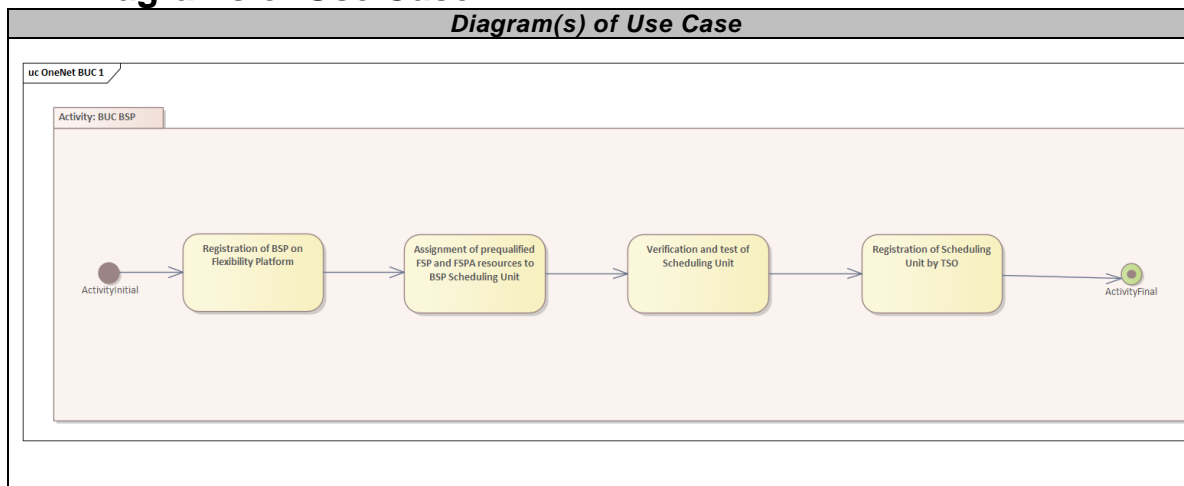 Diagram(s) of Use Case
uc OneNet BUC 1
Activity: BUC BSP
ActivityInitial
Registration of BSP on
Flexibility Platform
Assignment of prequalified
FSP and FSPA resources to
BSP Scheduling Unit
Verification and test of
Scheduling Unit
Registration of Scheduling
Unit by TSO
ActivityFinal